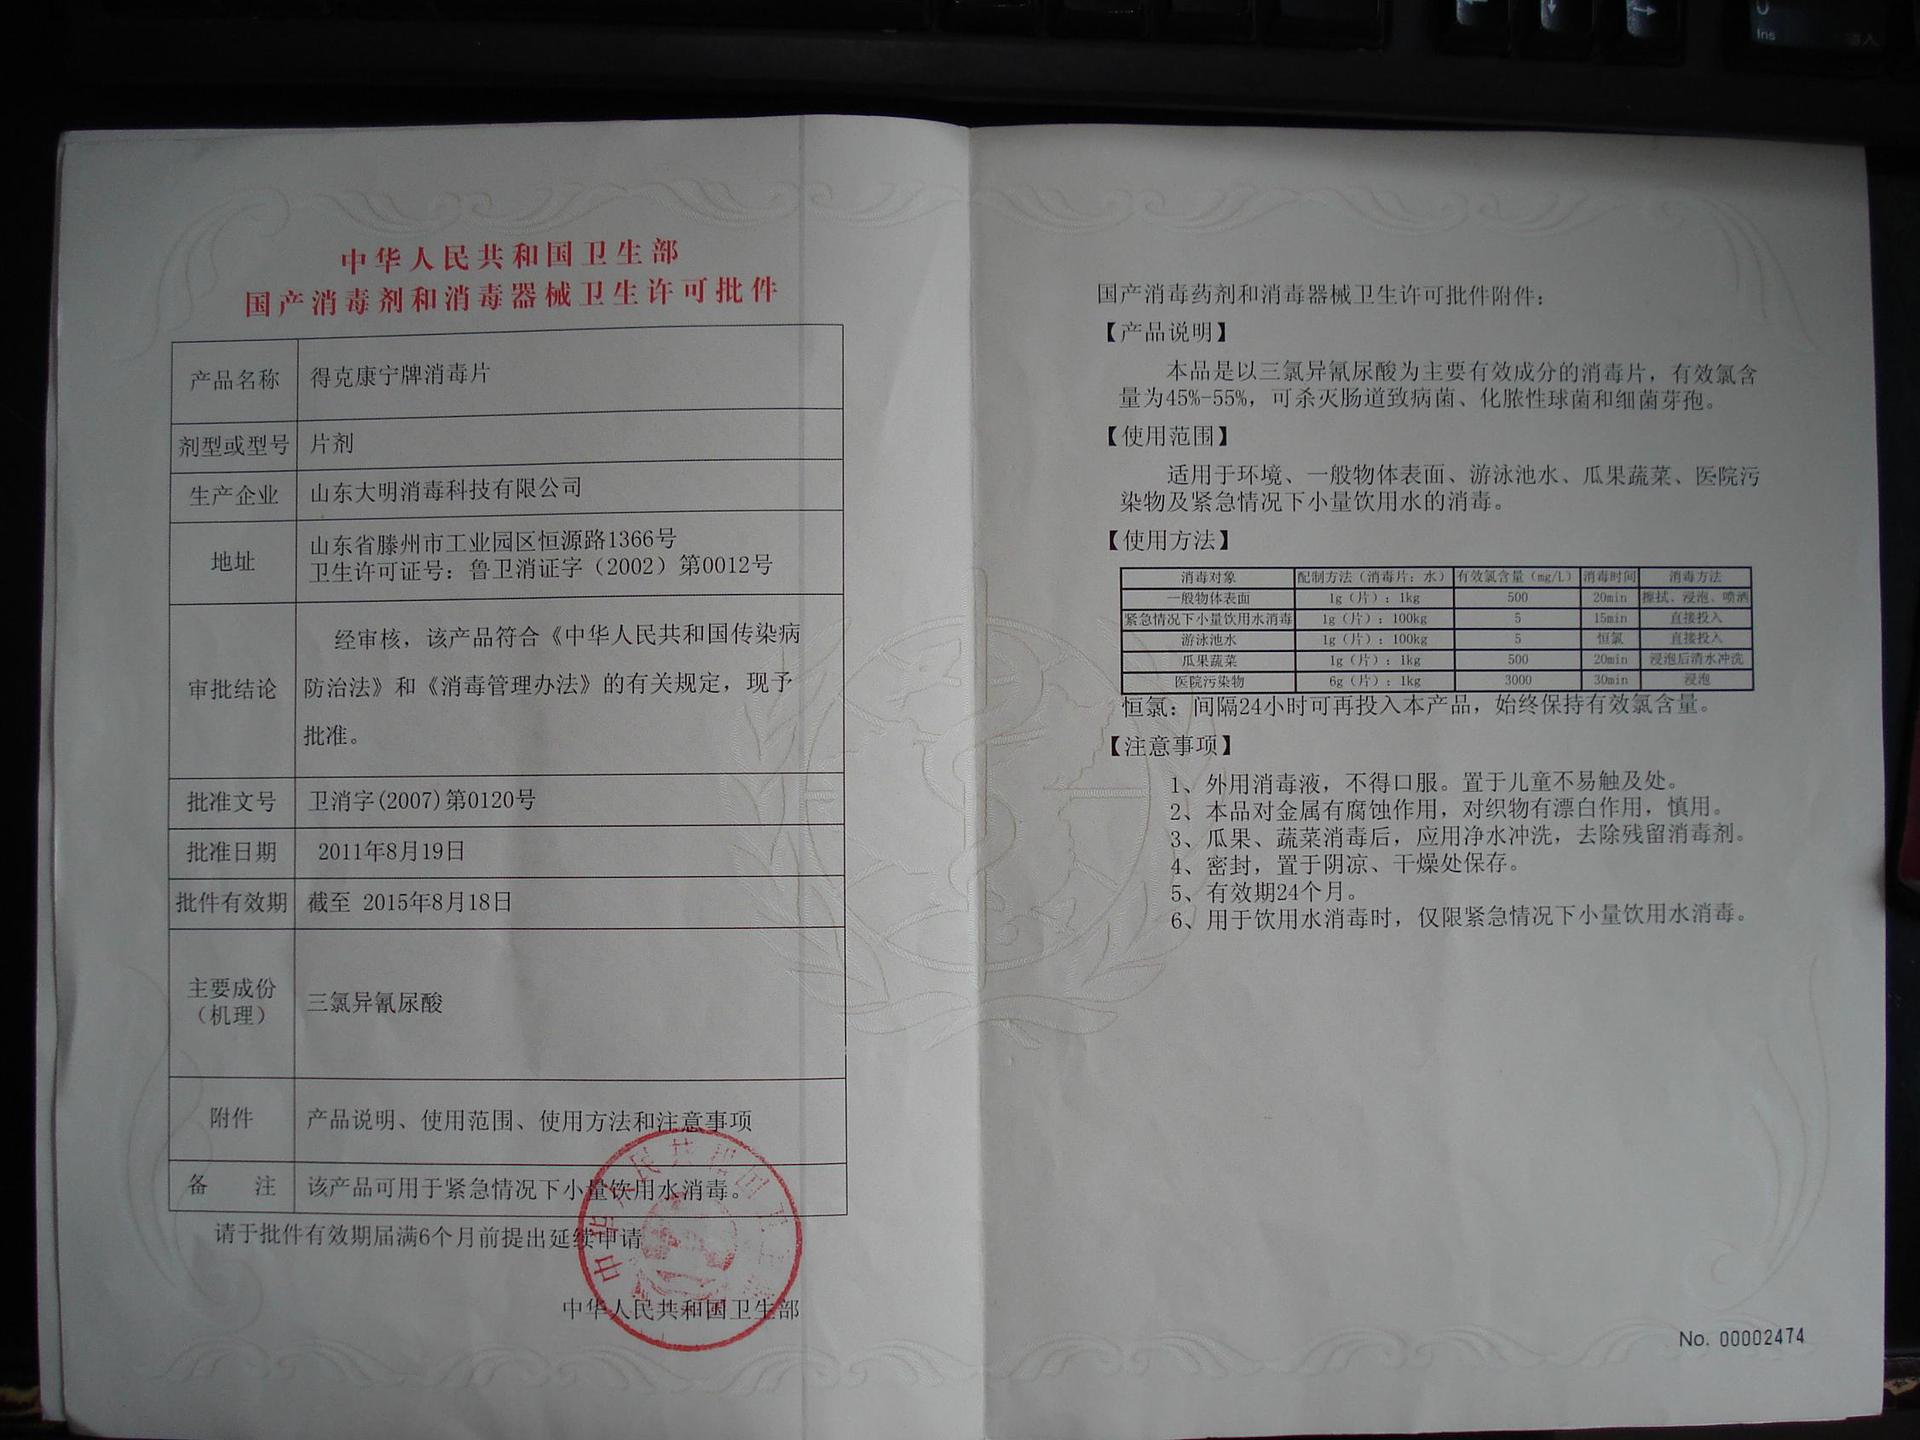 中华人民共和国卫生部
国产消毒剂和消毒器械卫生许可批件
产品名称 得克康宁牌消毒片
剂型或型号 片剂
生产企业 山东大明消毒科技有限公司
地址 山东省滕州市工业园区恒源路1366号
卫生许可证号：鲁卫消证字（2002）第0012号
审批结论 经审核，该产品符合《中华人民共和国传染病
防治法》和《消毒管理办法》的有关规定，现予
批准。
批准文号 卫消字(2007)第0120号
批准日期 2011年8月19日
批件有效期 截至 2015年8月18日
主要成份
（机理） 三氯异氰尿酸
附件 产品说明、使用范围、使用方法和注意事项
备 注 该产品可用于紧急情况下小量饮用水消毒。
请于批件有效期届满6个月前提出延续申请
中华人民共和国卫生部
中华人民共和国卫生部
国产消毒药剂和消毒器械卫生许可批件附件：
【产品说明】
本品是以三氯异氰尿酸为主要有效成分的消毒片，有效氯含
量为45%-55%，可杀灭肠道致病菌、化脓性球菌和细菌芽孢。
【使用范围】
适用于环境、一般物体表面、游泳池水、瓜果蔬菜、医院污
染物及紧急情况下小量饮用水的消毒。
【使用方法】
消毒对象 配制方法（消毒片：水） 有效氯含量（mg/L） 消毒时间 消毒方法
一般物体表面 1g（片）：1kg 500 20min 擦拭、浸泡、喷洒
紧急情况下小量饮用水消毒 1g（片）：100kg 5 15min 直接投入
游泳池水 1g（片）：100kg 5 恒氯 直接投入
瓜果蔬菜 1g（片）：1kg 500 20min 浸泡后清水冲洗
医院污染物 6g（片）：1kg 3000 30min 浸泡
恒氯：间隔24小时可再投入本产品，始终保持有效氯含量。
【注意事项】
1、外用消毒液，不得口服。置于儿童不易触及处。
2、本品对金属有腐蚀作用，对织物有漂白作用，慎用。
3、瓜果、蔬菜消毒后，应用净水冲洗，去除残留消毒剂。
4、密封，置于阴凉、干燥处保存。
5、有效期24个月。
6、用于饮用水消毒时，仅限紧急情况下小量饮用水消毒。
No. 00002474
Ins